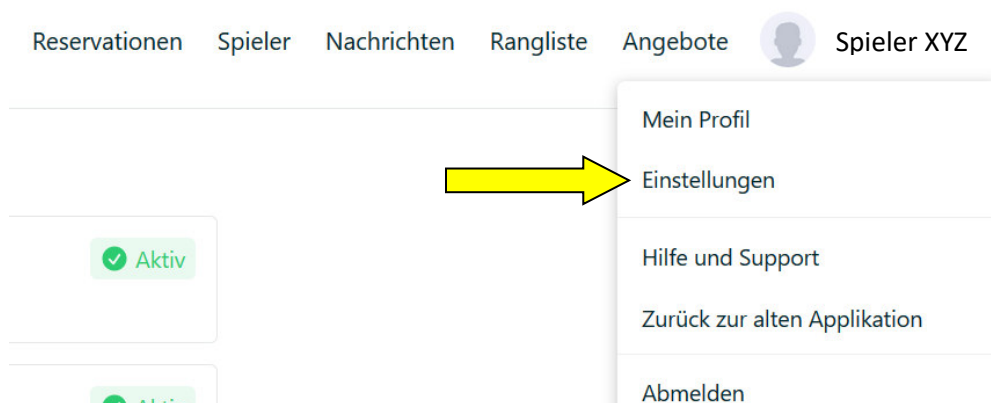 Reservationen Spieler Nachrichten Rangliste Angebote Spieler XYZ
Mein Profil
Einstellungen
Aktiv
Hilfe und Support
Zurück zur alten Applikation
Abmelden
Aktiv